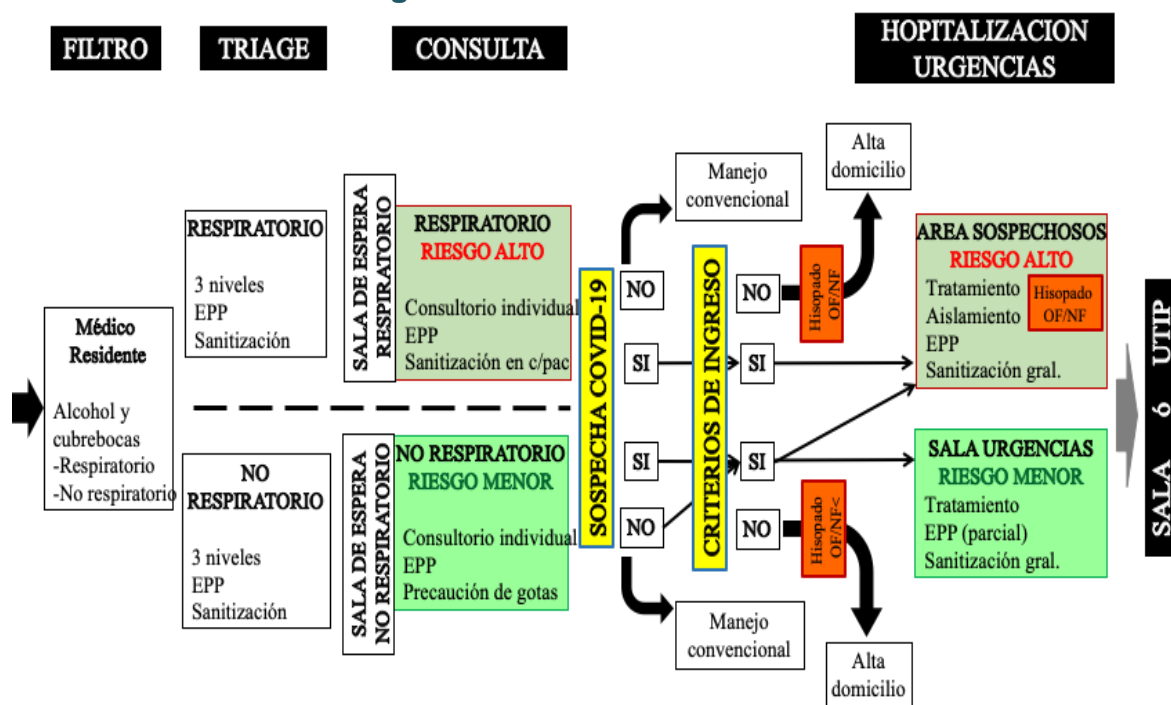 FILTRO
TRIAGE
CONSULTA
HOPITALIZACION
URGENCIAS
Médico
Residente
Alcohol y
cubrebocas
-Respiratorio
-No respiratorio
RESPIRATORIO
3 niveles
EPP
Sanitización
NO
RESPIRATORIO
3 niveles
EPP
Sanitización
SALA DE ESPERA
RESPIRATORIO
SALA DE ESPERA
NO RESPIRATORIO
RESPIRATORIO
RIESGO ALTO
Consultorio individual
EPP
Sanitización en c/pac
NO RESPIRATORIO
RIESGO MENOR
Consultorio individual
EPP
Precaución de gotas
SOSPECHA COVID-19
Manejo
convencional
NO
SI
SI
NO
Manejo
convencional
CRITERIOS DE INGRESO
NO
SI
SI
NO
Hisopado
OF/NF
Hisopado
OF/NF<
Alta
domicilio
Alta
domicilio
AREA SOSPECHOSOS
RIESGO ALTO
Tratamiento
Aislamiento
EPP
Sanitización gral.
Hisopado
OF/NF
SALA URGENCIAS
RIESGO MENOR
Tratamiento
EPP (parcial)
Sanitización gral.
SALA ó UTIP